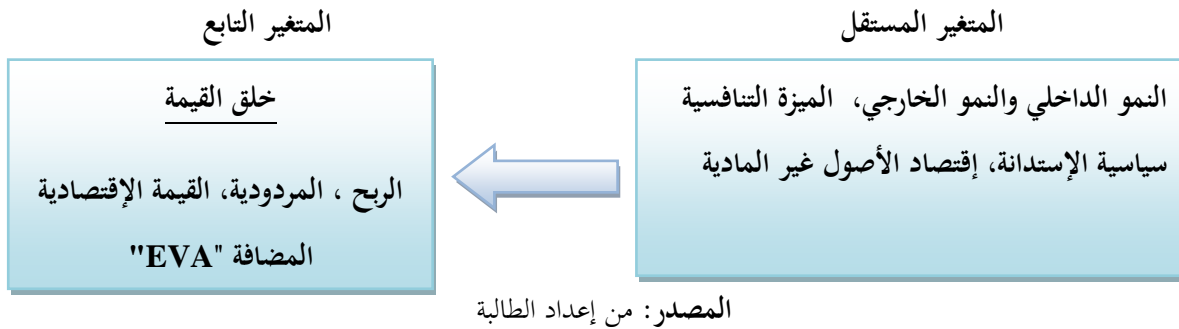 المتغير المستقل
المتغير التابع
النمو الداخلي والنمو الخارجي، الميزة التنافسية
سياسية الإستدانة، إقتصاد الأصول غير المادية
خلق القيمة
الربح ، المردودية، القيمة الإقتصادية
المضافة "EVA"
المصدر: من إعداد الطالبة